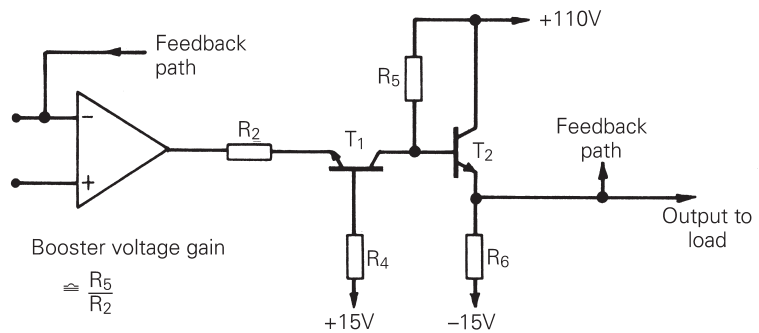 +110V
Feedback
path
R5
R2
T1
Feedback
path
T2
−
+
Output to
load
Booster voltage gain
≏ R5
R2
R4
R6
+15V
−15V